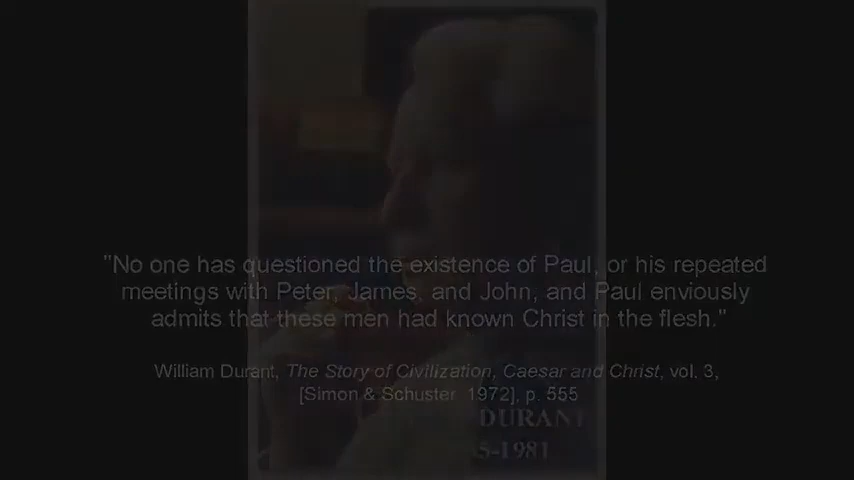 "No one has questioned the existence of Paul, or his repeated
meetings with Peter, James, and John, and Paul enviously
admits that these men had known Christ in the flesh."
William Durant, The Story of Civilization, Caesar and Christ, vol. 3,
[Simon & Schuster 1972], p. 555
DURANT
5-1981